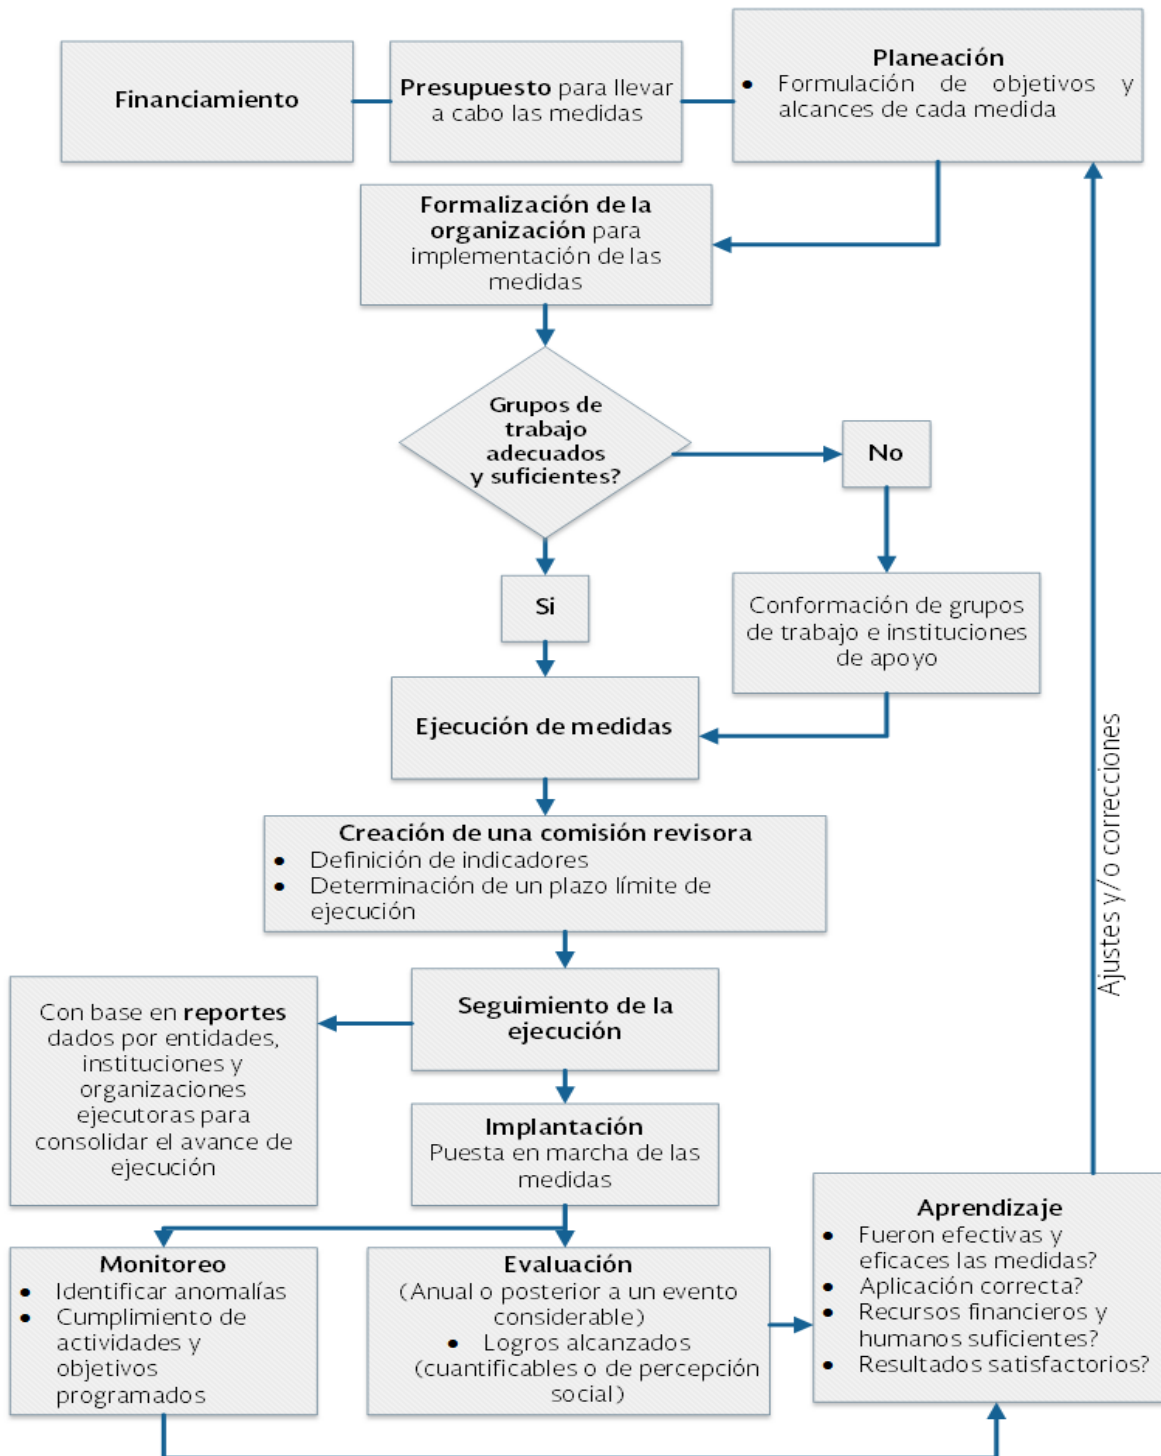 Financiamiento
Presupuesto para llevar
a cabo las medidas
Planeación
• Formulación de objetivos y
alcances de cada medida
Formalización de la
organización para
implementación de las
medidas
Grupos de
trabajo
adecuados
y suficientes?
No
Si
Conformación de grupos
de trabajo e instituciones
de apoyo
Ejecución de medidas
Creación de una comisión revisora
• Definición de indicadores
• Determinación de un plazo límite de
ejecución
Ajustes y/o correcciones
Seguimiento de la
ejecución
Con base en reportes
dados por entidades,
instituciones y
organizaciones
ejecutoras para
consolidar el avance de
ejecución
Implantación
Puesta en marcha de las
medidas
Monitoreo
• Identificar anomalías
• Cumplimiento de
actividades y
objetivos
programados
Evaluación
(Anual o posterior a un evento
considerable)
• Logros alcanzados
(cuantificables o de percepción
social)
Aprendizaje
• Fueron efectivas y
eficaces las medidas?
• Aplicación correcta?
• Recursos financieros y
humanos suficientes?
• Resultados satisfactorios?